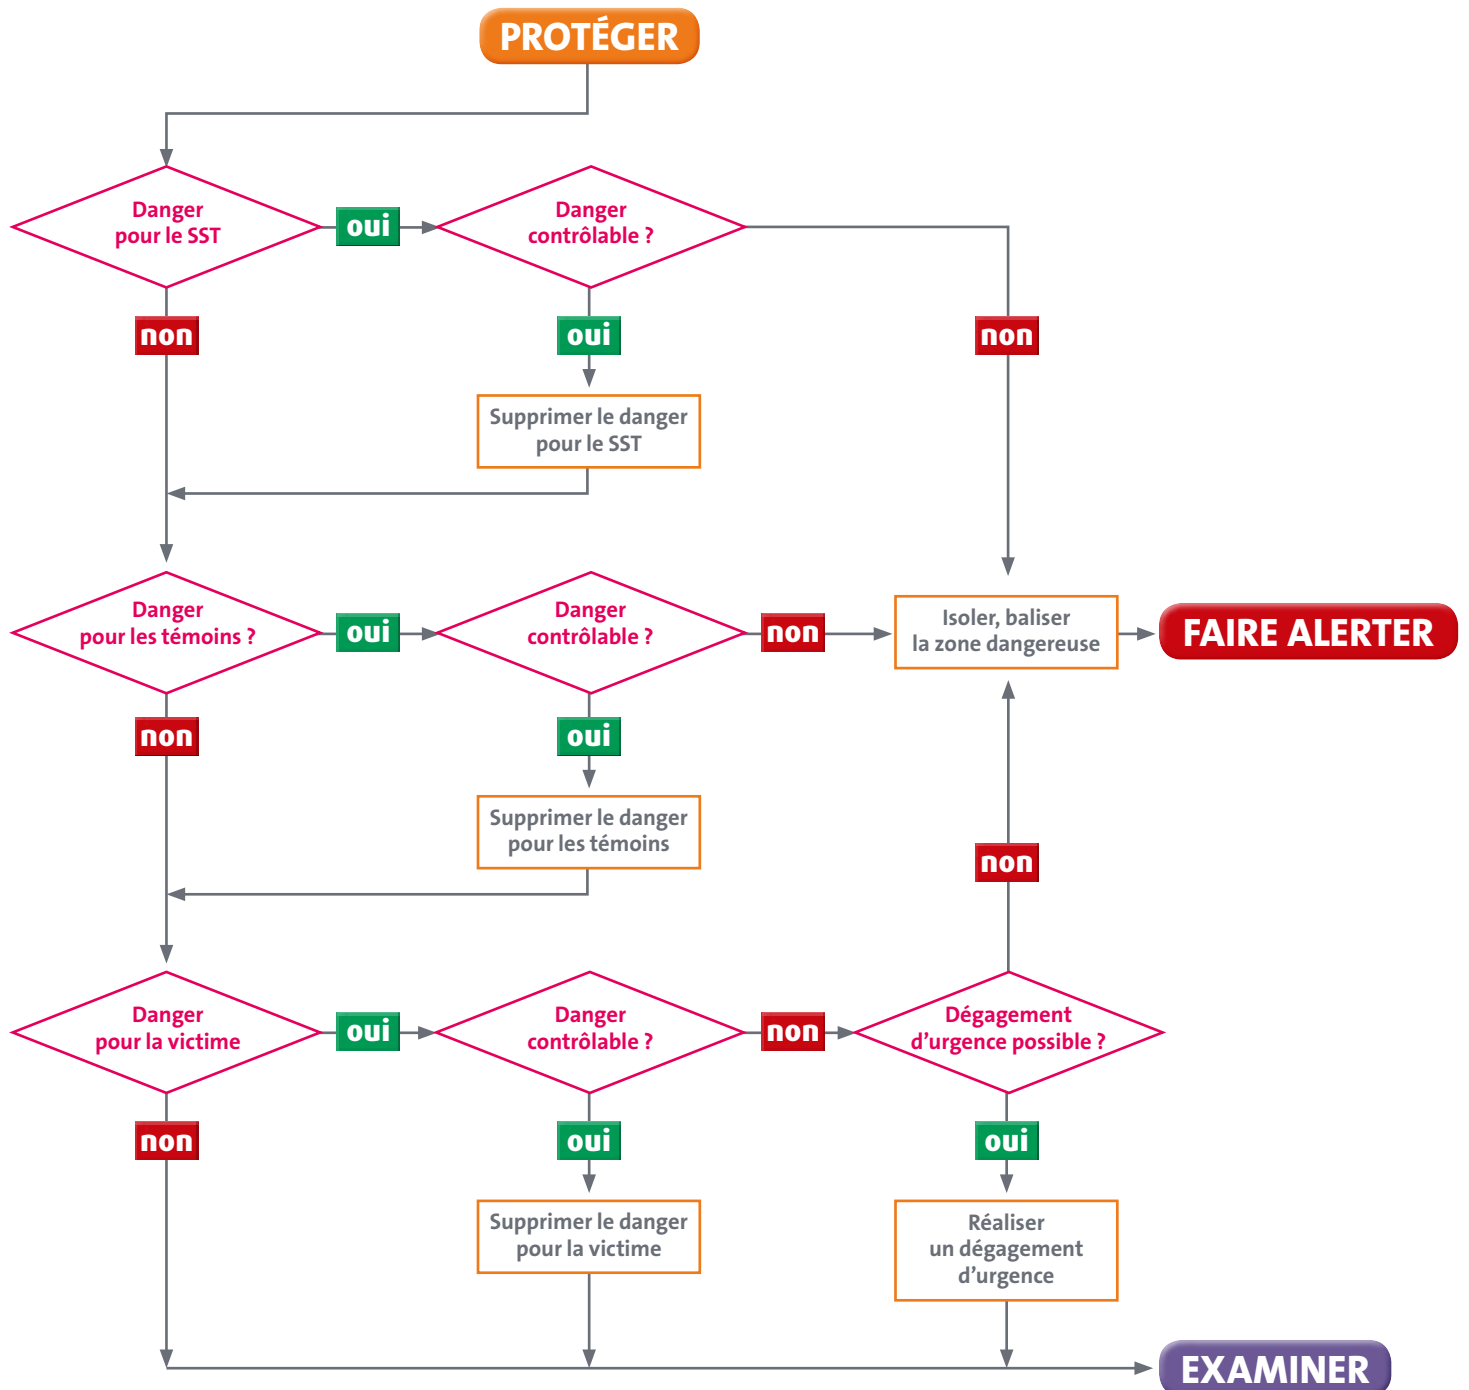 PROTÉGER
Danger
pour le SST
oui
Danger
contrôlable ?
non
oui
non
Supprimer le danger
pour le SST
Danger
pour les témoins ?
oui
Danger
contrôlable ?
non
Isoler, baliser
la zone dangereuse
FAIRE ALERTER
non
oui
Supprimer le danger
pour les témoins
non
Danger
pour la victime
oui
Danger
contrôlable ?
non
Dégagement
d’urgence possible ?
non
oui
oui
Supprimer le danger
pour la victime
Réaliser
un dégagement
d’urgence
EXAMINER